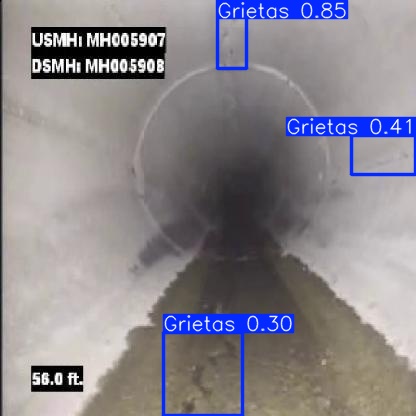 Grietas 0.85
USMH: MH005907
DSMH: MH005908
Grietas 0.41
Grietas 0.30
56.0 ft.